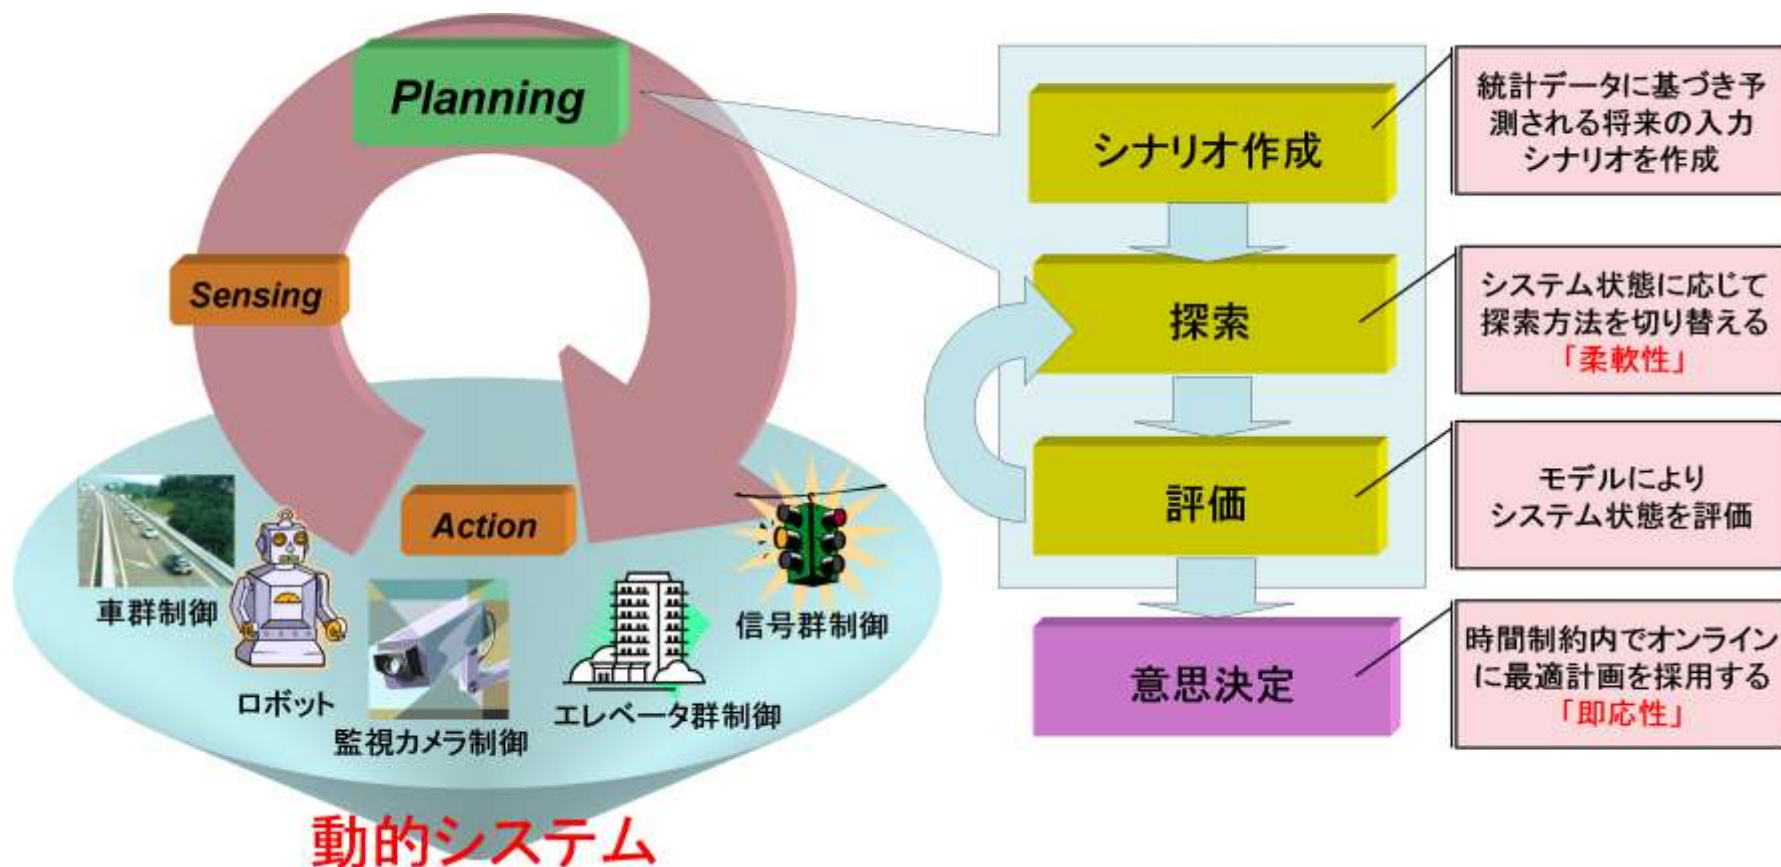 Planning
Sensing
Action
車群制御
ロボット
監視カメラ制御
エレベータ群制御
信号群制御
動的システム
シナリオ作成
探索
評価
意思決定
統計データに基づき予
測される将来の入力
シナリオを作成
システム状態に応じて
探索方法を切り替える
「柔軟性」
モデルにより
システム状態を評価
時間制約内でオンライン
に最適計画を採用する
「即応性」